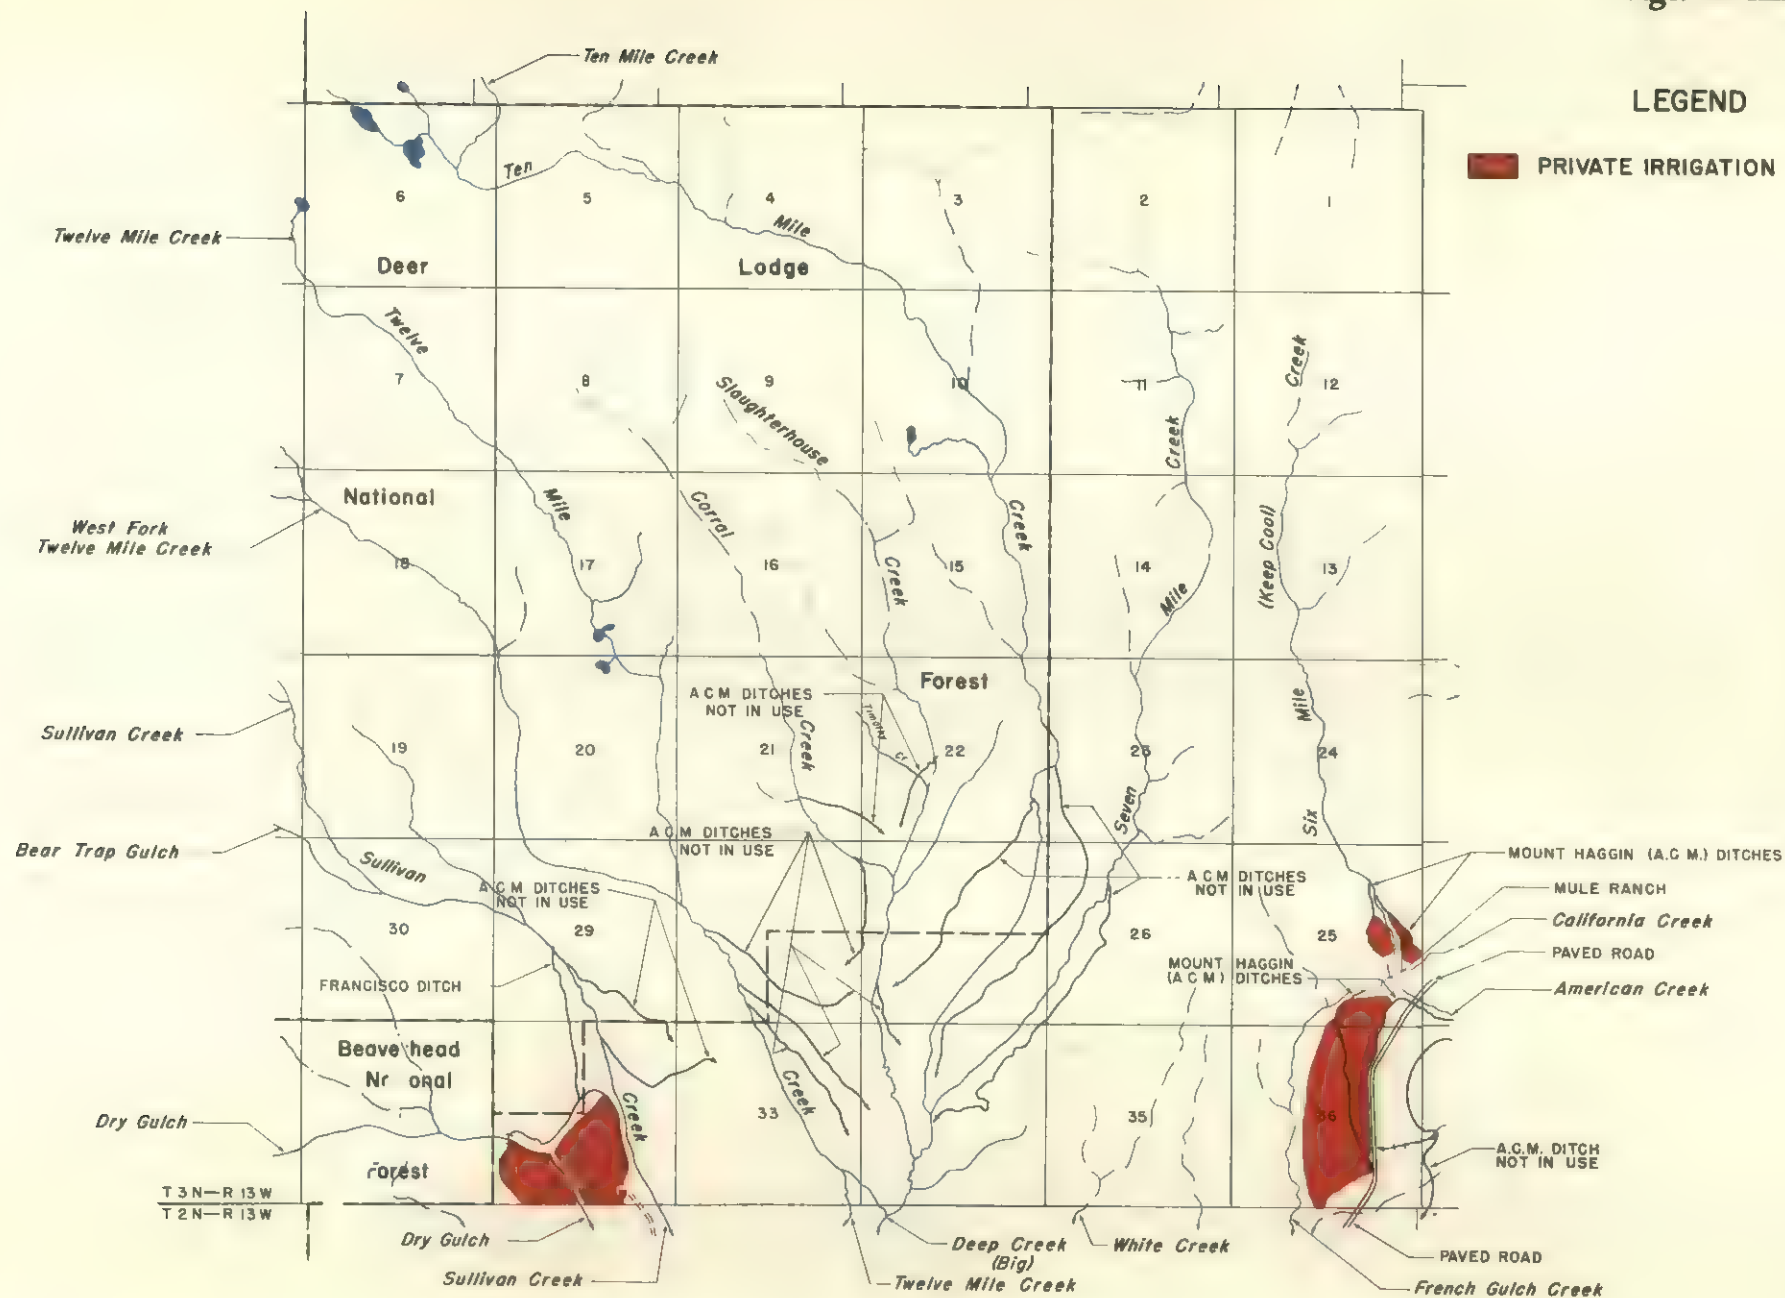 Ten Mile Creek
LEGEND
PRIVATE IRRIGATION
Ten
6
5
4
3
2
1
Mile
Twelve Mile Creek
Deer
Lodge
Twelve
Creek
7
8
9
10
11
12
Slaughterhouse
Creek
National
Mile
Corral
Creek
(Keep Cool)
West Fork
Twelve Mile Creek
18
17
16
Creek
15
14
13
Mile
Forest
A C M DITCHES
NOT IN USE
Timothy
Cr
Creek
Mile
Sullivan Creek
19
20
21
22
23
24
Seven
Six
A C M DITCHES
NOT IN USE
Bear Trap Gulch
Sullivan
MOUNT HAGGIN (A.C.M.) DITCHES
A C M DITCHES
NOT IN USE
A C M DITCHES
NOT IN USE
MULE RANCH
California Creek
30
29
26
25
PAVED ROAD
MOUNT HAGGIN
(A C M) DITCHES
FRANCISCO DITCH
American Creek
Beaverhead
National
Creek
Creek
33
35
36
Dry Gulch
Forest
A.C.M. DITCH
NOT IN USE
T 3 N—R 13 W
T 2 N—R 13 W
Dry Gulch
Deep Creek
(Big)
White Creek
PAVED ROAD
Sullivan Creek
Twelve Mile Creek
French Gulch Creek